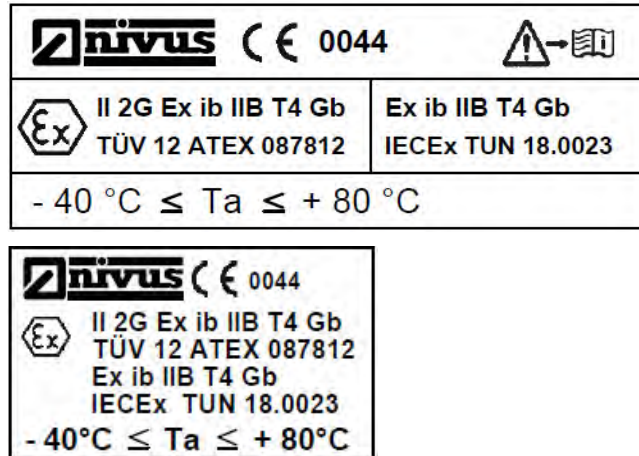 nivus CE 0044
II 2G Ex ib IIB T4 Gb
TÜV 12 ATEX 087812
Ex ib IIB T4 Gb
IECEx TUN 18.0023
Ex
- 40 °C ≤ Ta ≤ + 80 °C
nivus CE 0044
Ex
II 2G Ex ib IIB T4 Gb
TÜV 12 ATEX 087812
Ex ib IIB T4 Gb
IECEx TUN 18.0023
- 40°C ≤ Ta ≤ + 80°C